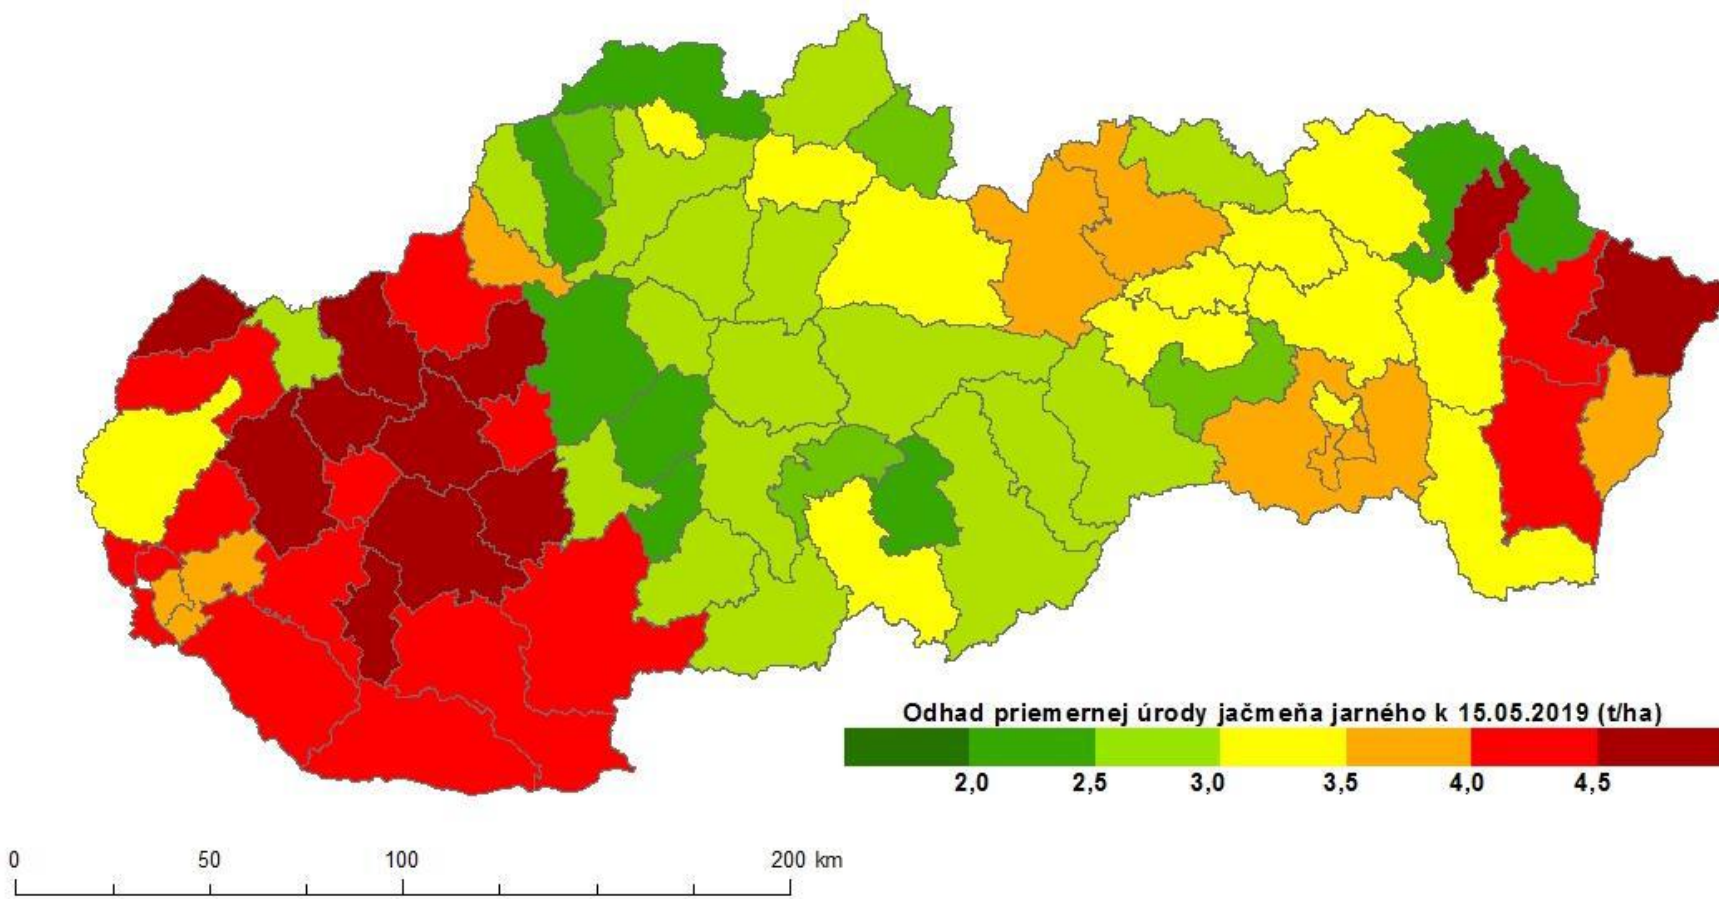 Odhad priemernej úrody jačmeňa jarného k 15.05.2019 (t/ha)
2,0 2,5 3,0 3,5 4,0 4,5
0 50 100 200 km